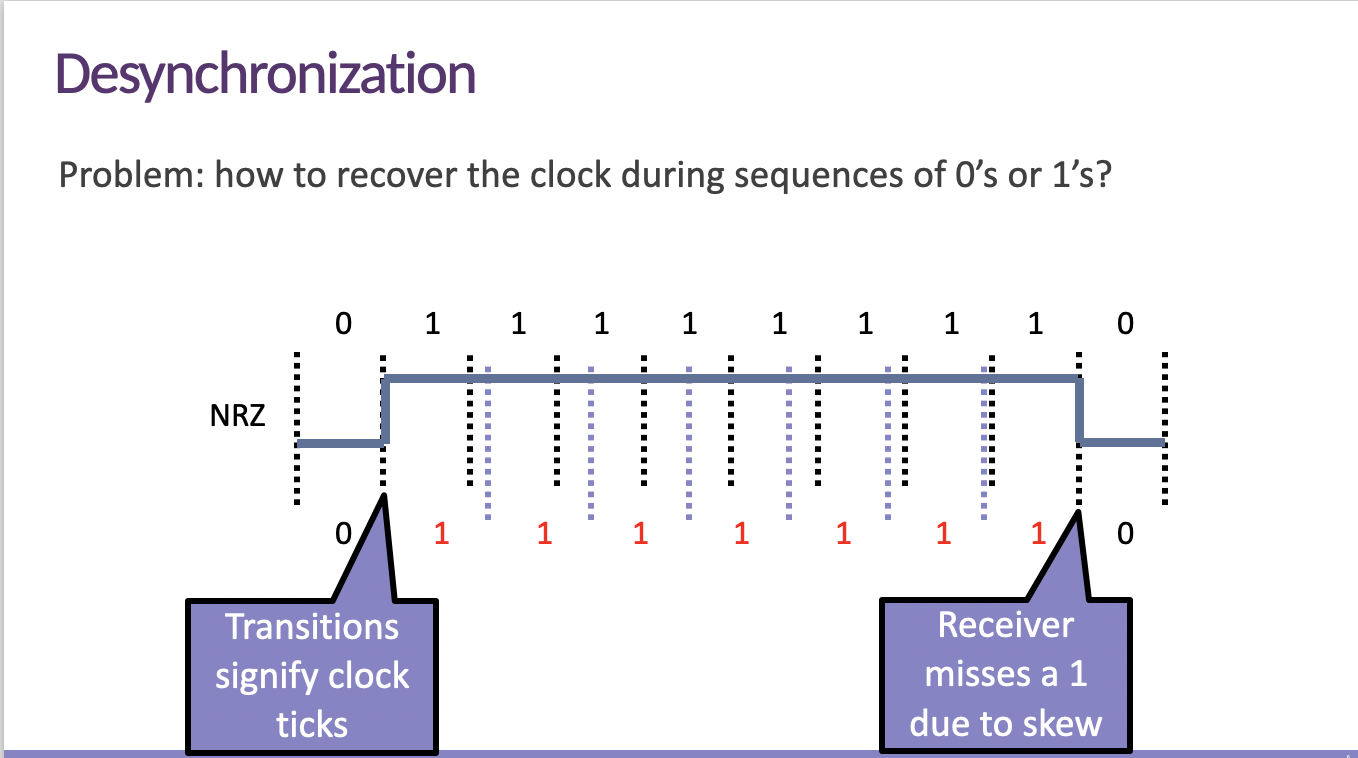 Desynchronization
Problem: how to recover the clock during sequences of 0’s or 1’s?
0 1 1 1 1 1 1 1 1 0
NRZ
0 1 1 1 1 1 1 1 0
Transitions
signify clock
ticks
Receiver
misses a 1
due to skew